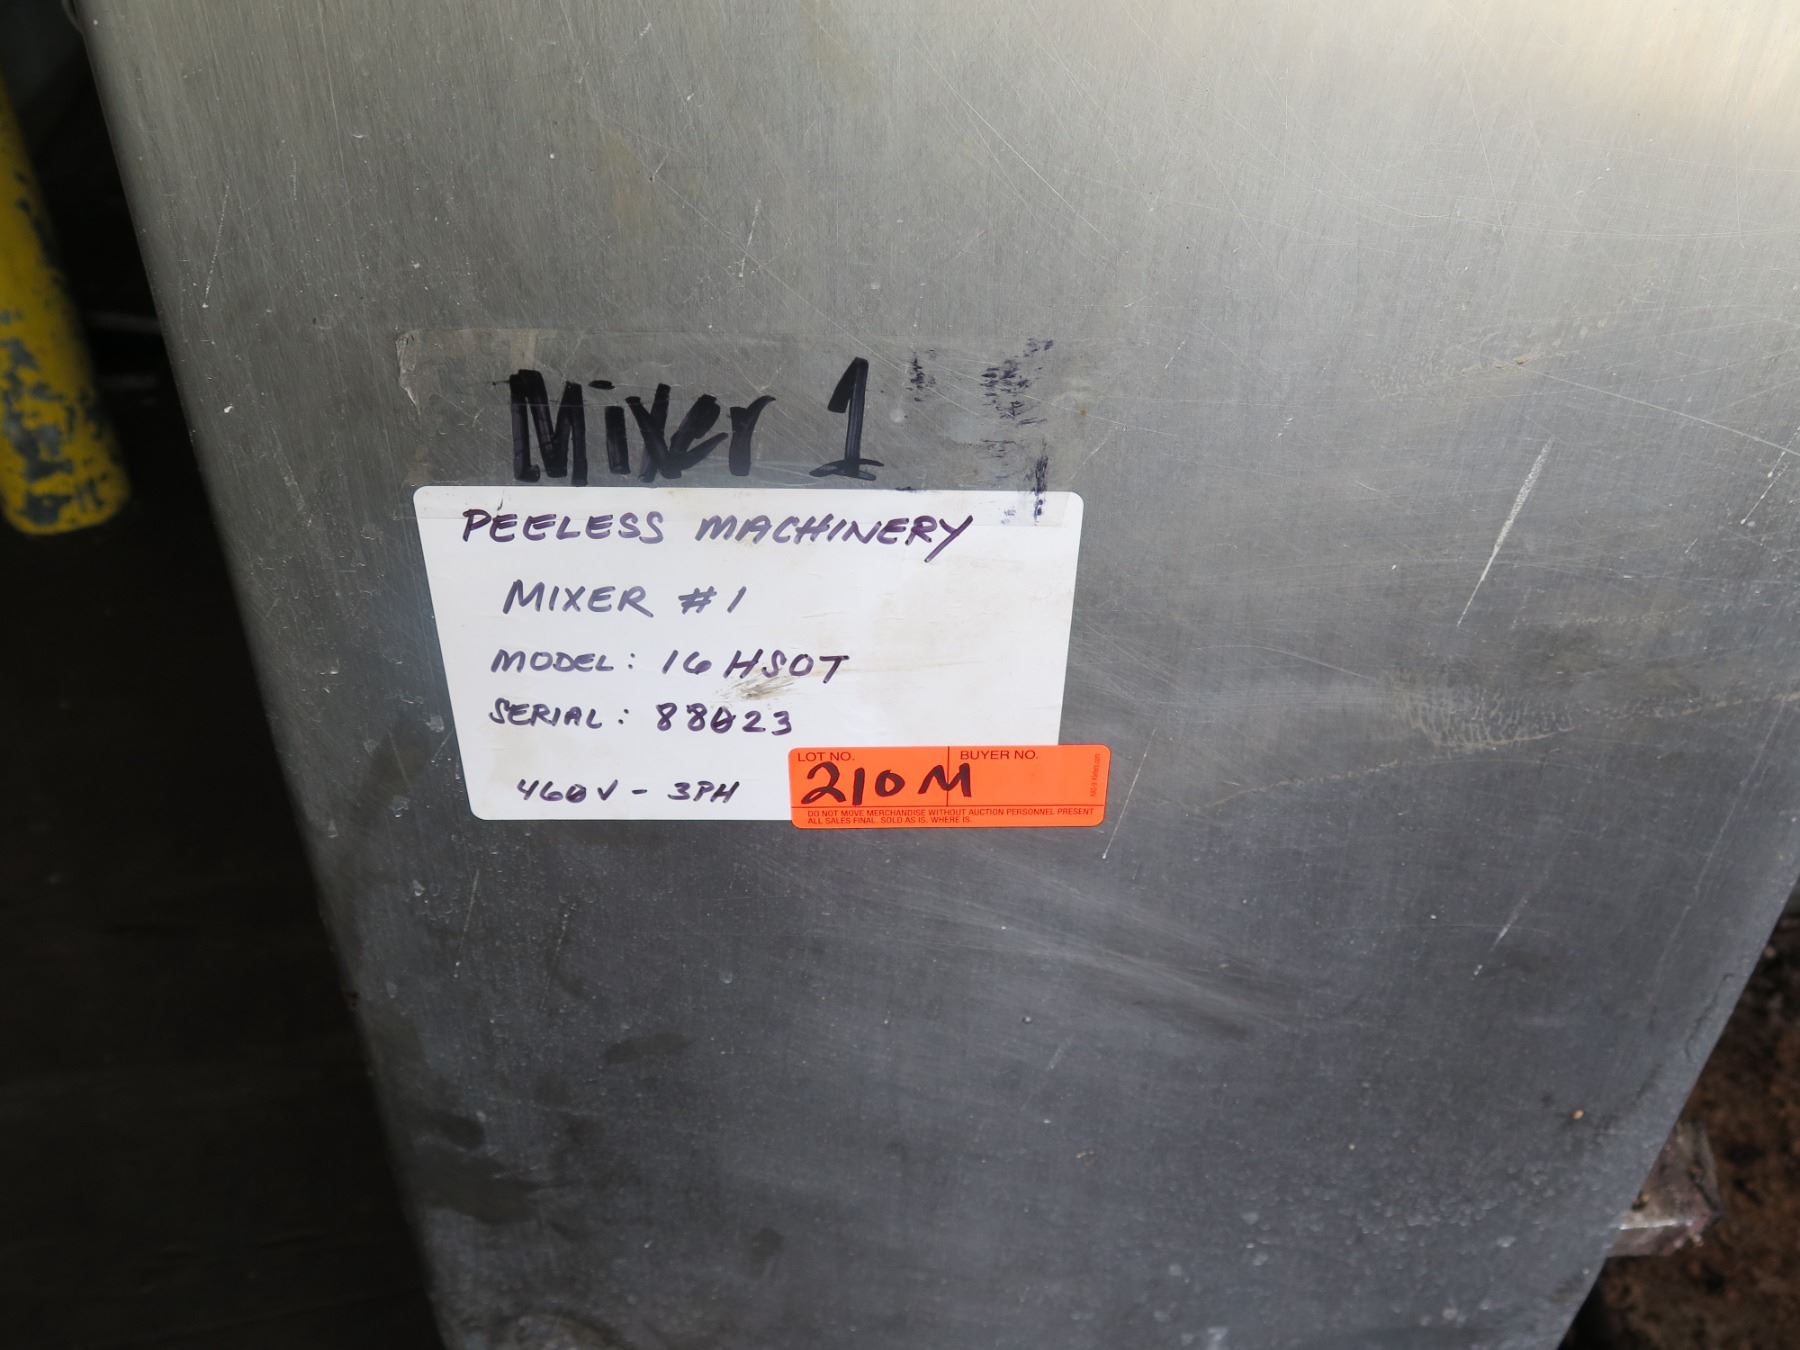 Mixer 1
PEELESS MACHINERY
MIXER #1
MODEL: 16 HSOT
SERIAL: 88023
460V - 3PH
LOT NO. BUYER NO.
210M
DO NOT MOVE MERCHANDISE WITHOUT AUCTION PERSONNEL PRESENT
ALL SALES FINAL. SOLD AS IS. WHERE IS.